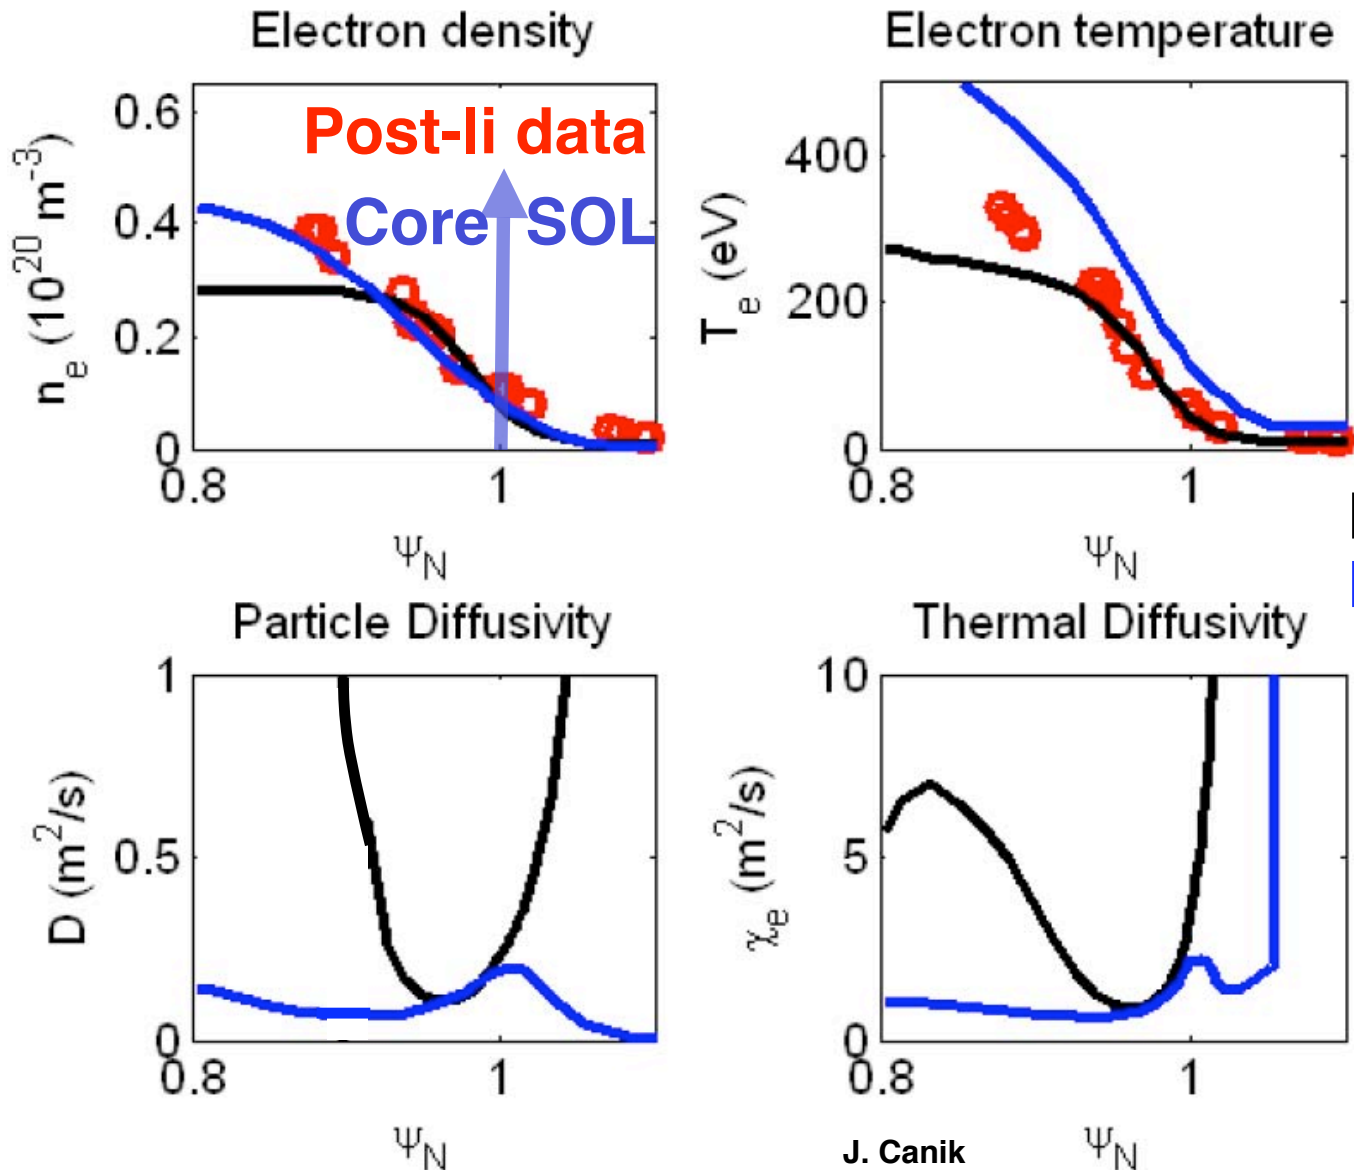 Electron density
n_e (10^20 m^-3)
0.6
0.4
0.2
0
0.8
1
Ψ_N
Post-li data
Core SOL
Electron temperature
T_e (eV)
400
200
0
0.8
1
Ψ_N
Particle Diffusivity
D (m^2/s)
1
0.5
0
0.8
1
Ψ_N
Thermal Diffusivity
χ_e (m^2/s)
10
5
0
0.8
1
Ψ_N
J. Canik